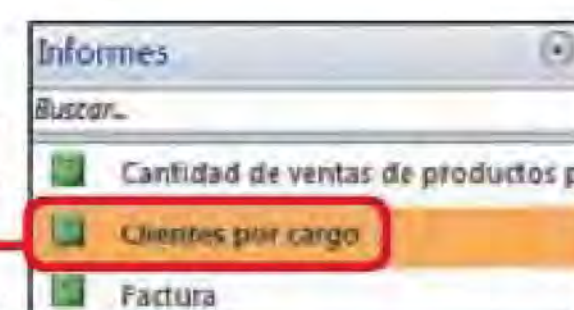 Informes
Buscar...
Cantidad de ventas de productos p
Clientes por cargo
Factura